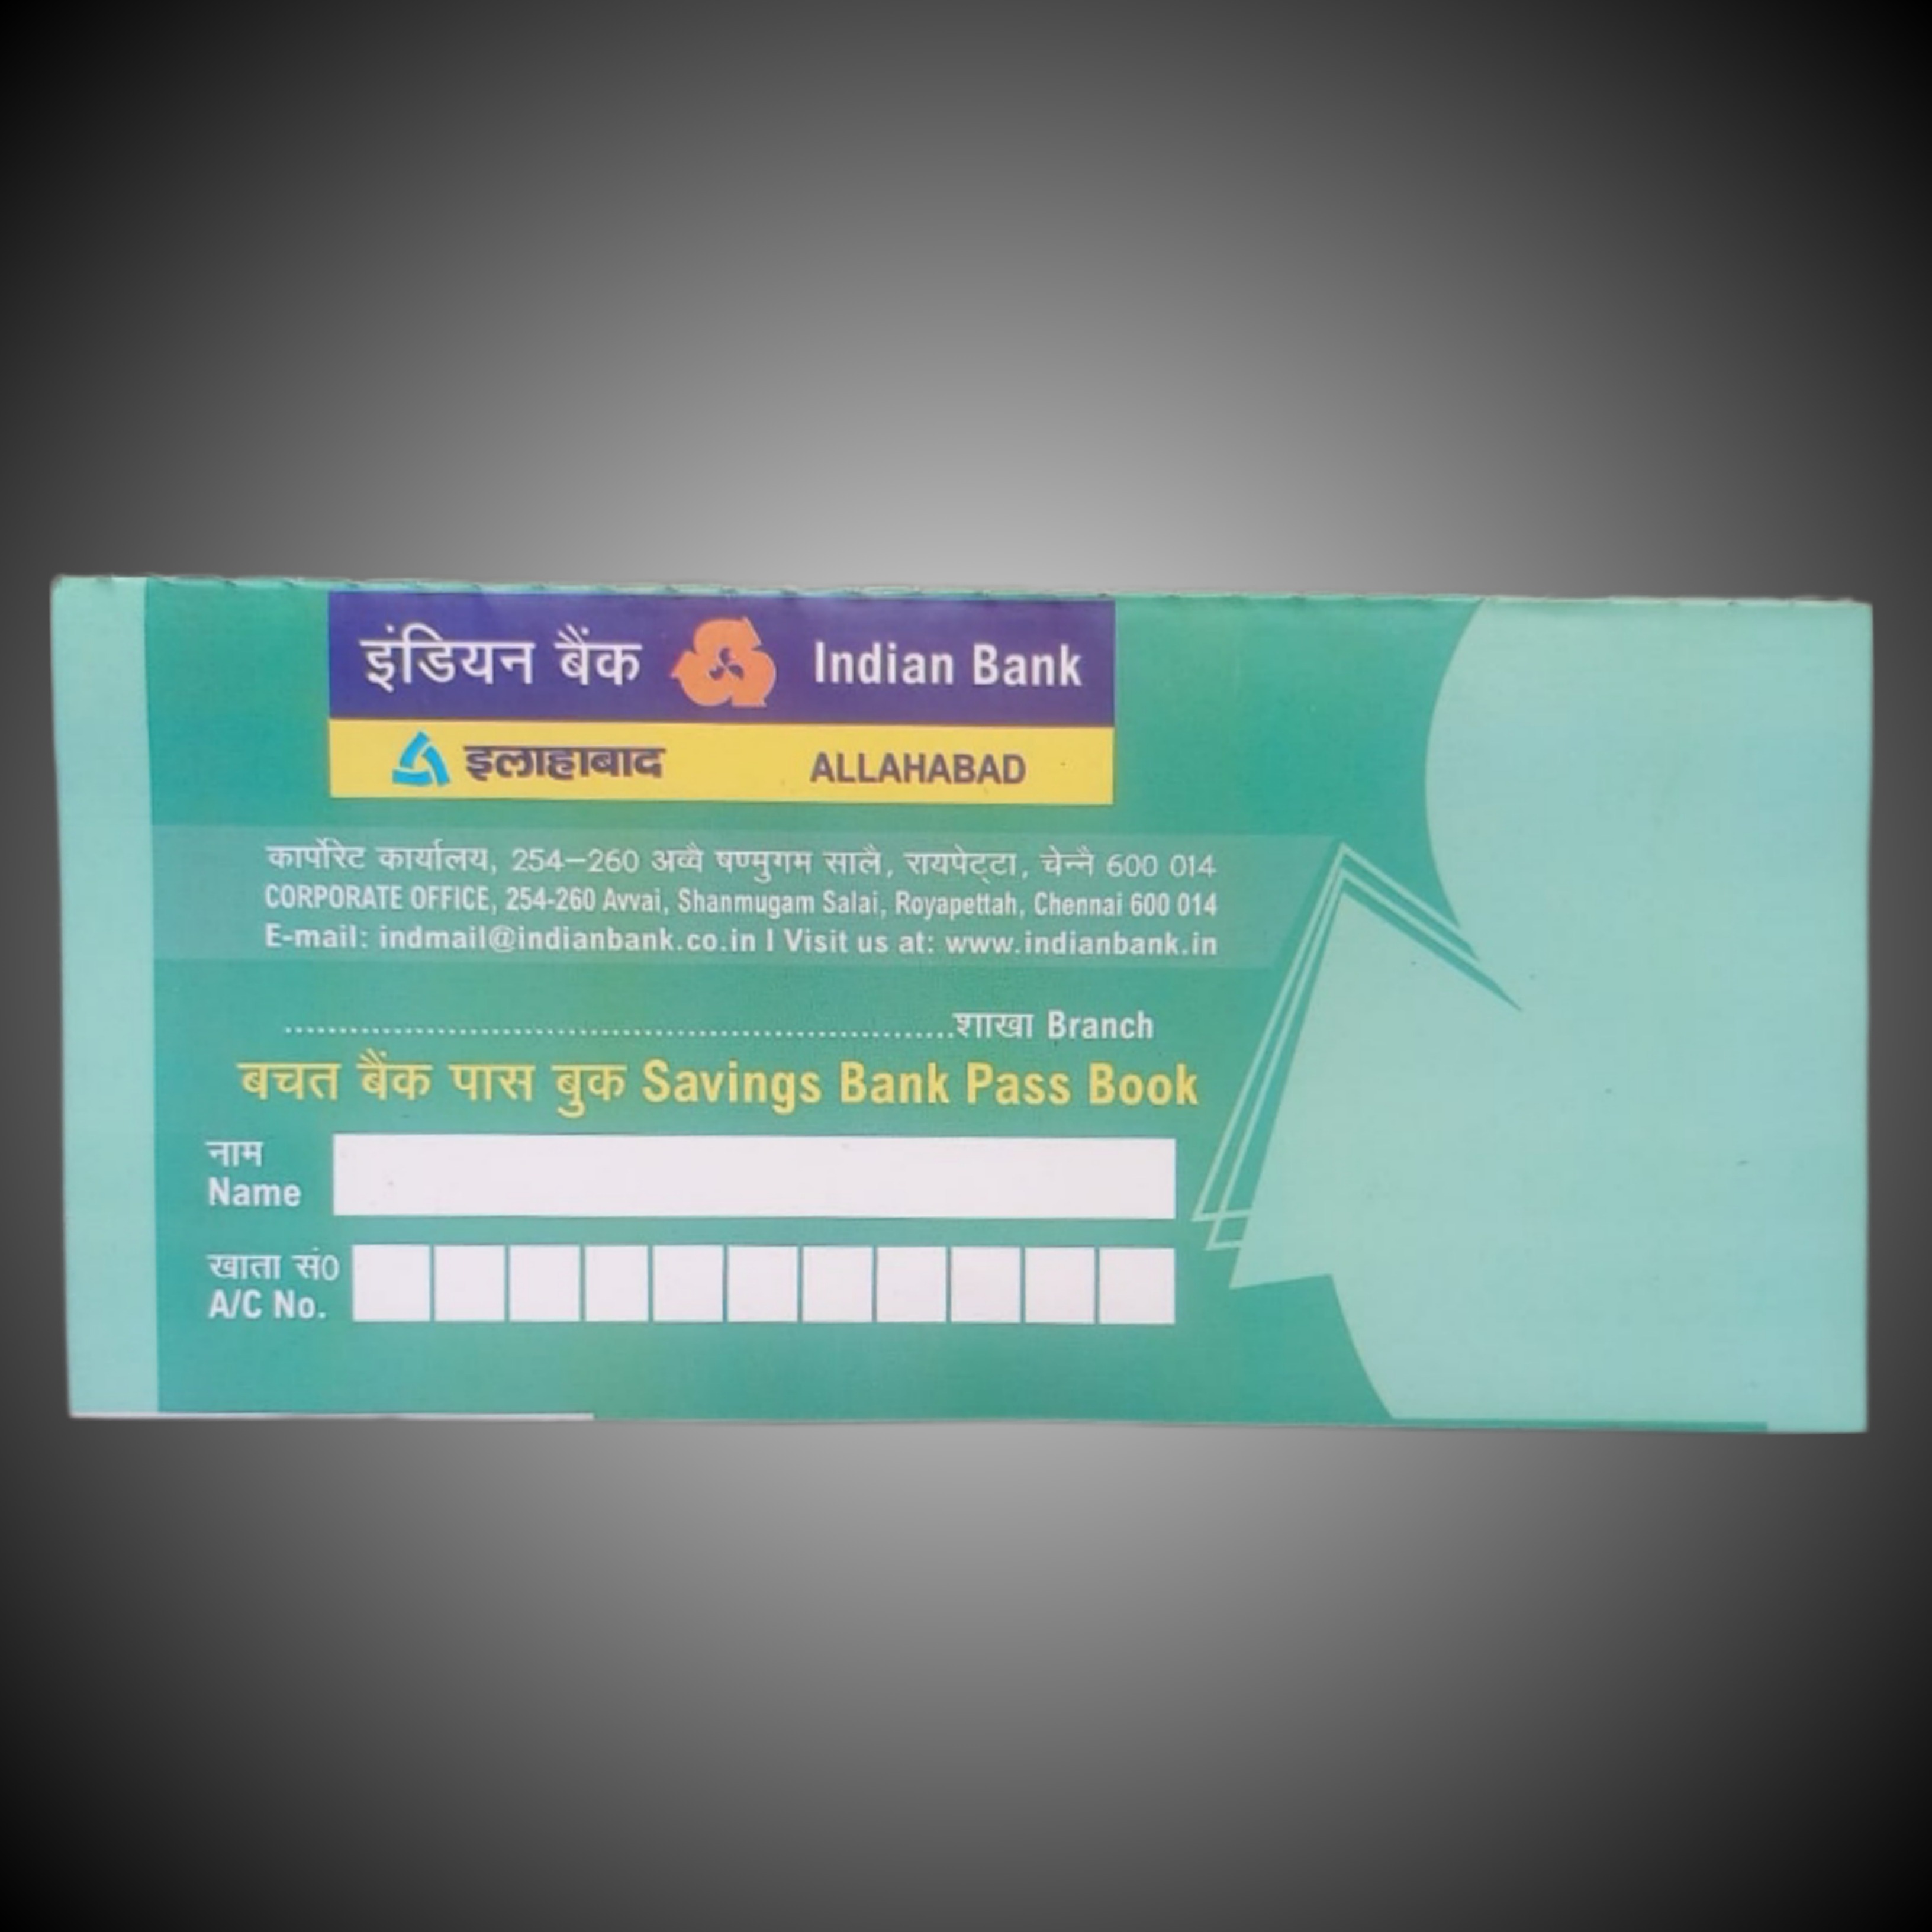 इंडियन बैंक Indian Bank
इलाहाबाद ALLAHABAD
कार्पोरेट कार्यालय, 254-260 अव्वै षण्मुगम सालै, रायपेट्टा, चेन्नै 600 014
CORPORATE OFFICE, 254-260 Avvai, Shanmugam Salai, Royapettah, Chennai 600 014
E-mail: indmail@indianbank.co.in I Visit us at: www.indianbank.in
..............................................................शाखा Branch
बचत बैंक पास बुक Savings Bank Pass Book
नाम
Name
खाता सं0
A/C No.